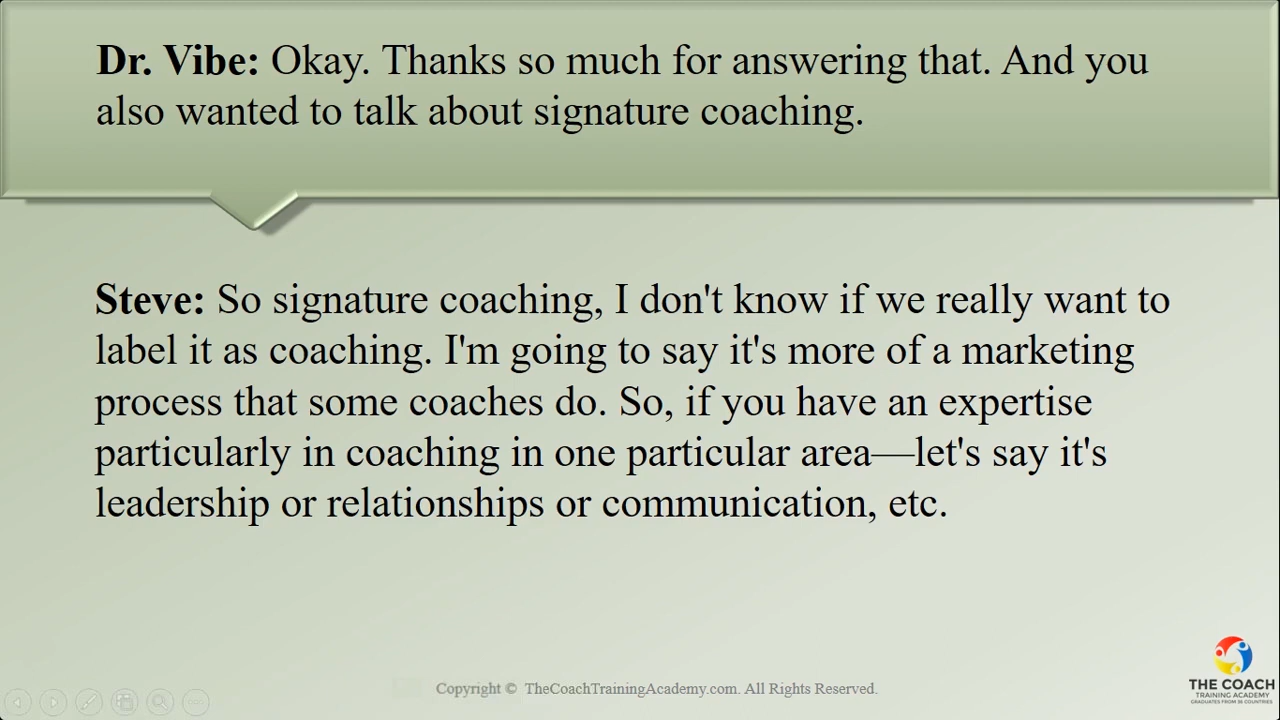 Dr. Vibe: Okay. Thanks so much for answering that. And you
also wanted to talk about signature coaching.
Steve: So signature coaching, I don't know if we really want to
label it as coaching. I'm going to say it's more of a marketing
process that some coaches do. So, if you have an expertise
particularly in coaching in one particular area—let's say it's
leadership or relationships or communication, etc.
Copyright © TheCoachTrainingAcademy.com. All Rights Reserved.
THE COACH
TRAINING ACADEMY
GRADUATES FROM 36 COUNTRIES